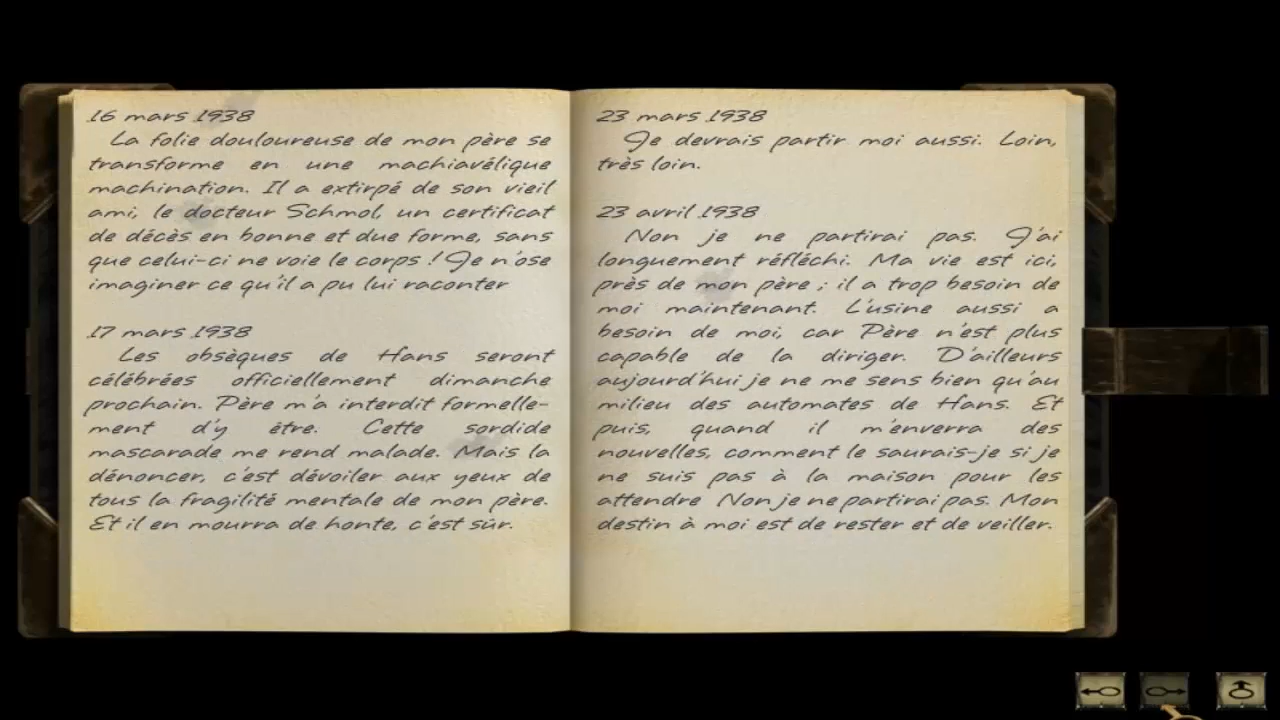 16 mars 1938
La folie douloureuse de mon père se
transforme en une machiavélique
machination. Il a extirpé de son vieil
ami, le docteur Schmol, un certificat
de décès en bonne et due forme, sans
que celui-ci ne voie le corps ! Je n'ose
imaginer ce qu'il a pu lui raconter
17 mars 1938
Les obsèques de Hans seront
célébrées officiellement dimanche
prochain. Père m'a interdit formelle-
ment d'y être. Cette sordide
mascarade me rend malade. Mais la
dénoncer, c'est dévoiler aux yeux de
tous la fragilité mentale de mon père.
Et il en mourra de honte, c'est sûr.
23 mars 1938
Je devrais partir moi aussi. Loin,
très loin.
23 avril 1938
Non je ne partirai pas. J'ai
longuement réfléchi. Ma vie est ici,
près de mon père ; il a trop besoin de
moi maintenant. L'usine aussi a
besoin de moi, car Père n'est plus
capable de la diriger. D'ailleurs
aujourd'hui je ne me sens bien qu'au
milieu des automates de Hans. Et
puis, quand il m'enverra des
nouvelles, comment le saurais-je si je
ne suis pas à la maison pour les
attendre Non je ne partirai pas. Mon
destin à moi est de rester et de veiller.